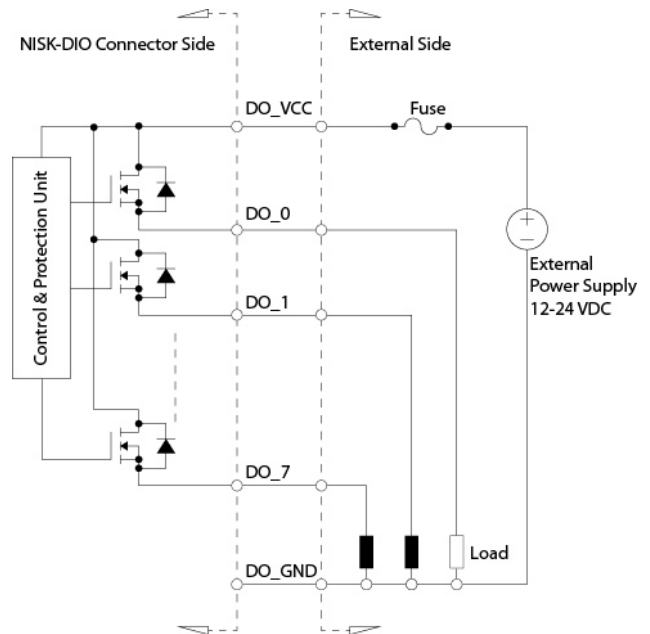 NISK-DIO Connector Side
External Side
DO_VCC
Fuse
Control & Protection Unit
DO_0
+
−
External
Power Supply
12-24 VDC
DO_1
DO_7
Load
DO_GND